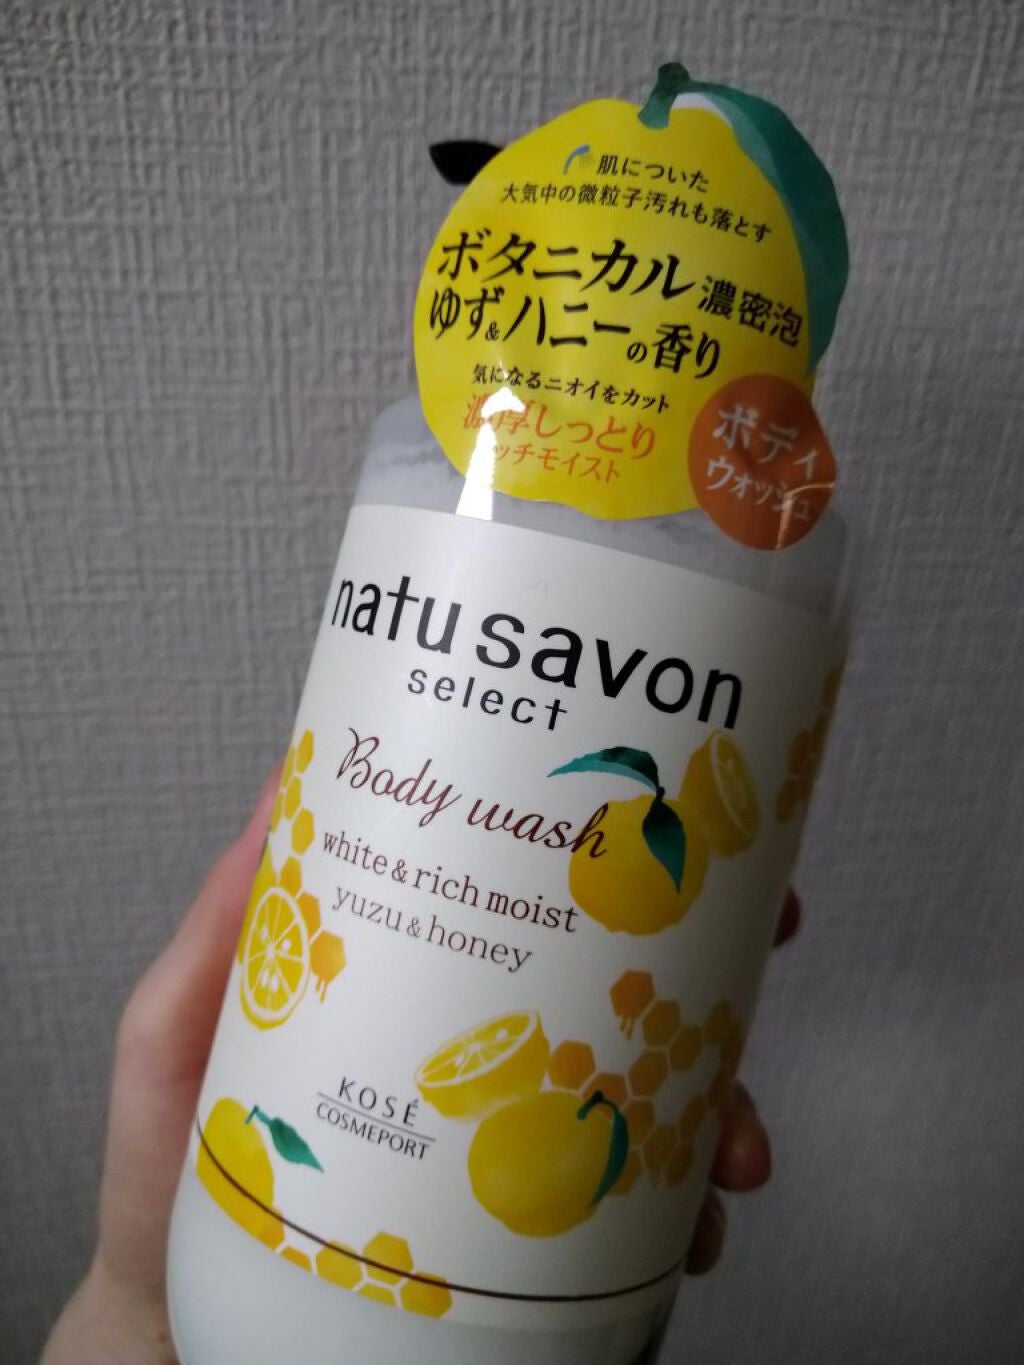 肌についた
大気中の微粒子汚れも落とす
ボタニカル 濃密泡
ゆず&ハニーの香り
気になるニオイをカット
濃厚しっとり
リッチモイスト
ボディ
ウォッシュ
natu savon
select
Body wash
white & rich moist
yuzu & honey
KOSÉ
COSMEPORT